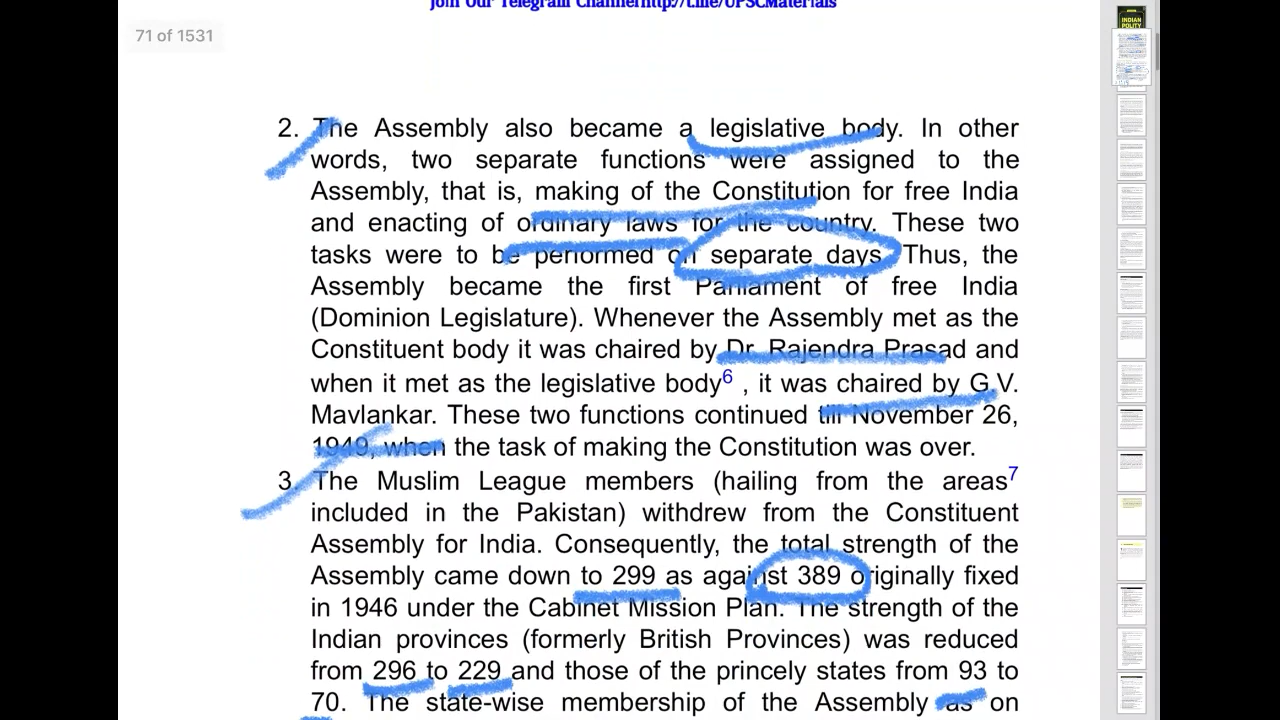 Join Our Telegram Channel http://t.me/UPSCMaterials
71 of 1531
INDIAN
POLITY
2. The Assembly also became a legislative body. In other
words, two separate functions were assigned to the
Assembly, that is, making of the Constitution for free India
and enacting of ordinary laws for the country. These two
tasks were to be performed on separate days. Thus, the
Assembly became the first Parliament of free India
(Dominion Legislature). Whenever the Assembly met as the
Constituent body it was chaired by Dr. Rajendra Prasad and
when it met as the legislative body6 it was chaired by G.V.
Mavlankar. These two functions continued till November 26,
1949, when the task of making the Constitution was over.
3. The Muslim League members (hailing from the areas7
included in the Pakistan) withdrew from the Constituent
Assembly for India. Consequently, the total strength of the
Assembly came down to 299 as against 389 originally fixed
in 1946 under the Cabinet Mission Plan. The strength of the
Indian provinces (formerly British Provinces) was reduced
from 296 to 229 and those of the princely states from 93 to
70. The state-wise membership of the Assembly as on